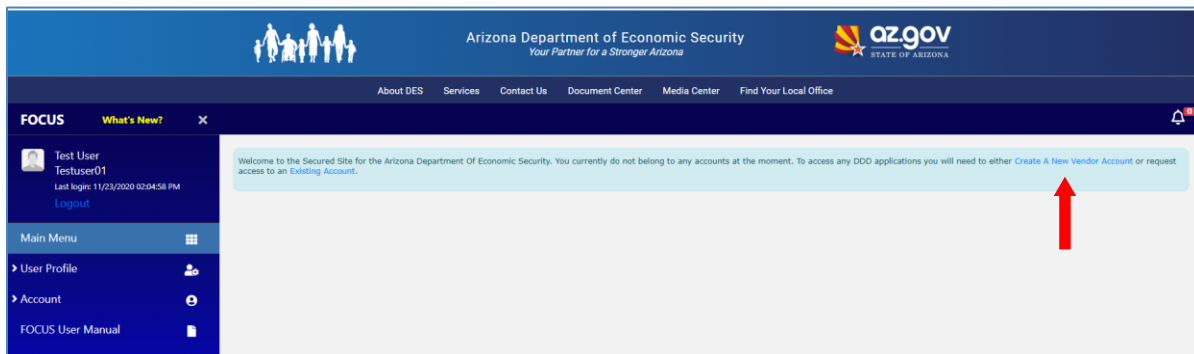 Arizona Department of Economic Security
Your Partner for a Stronger Arizona
az.gov
STATE OF ARIZONA
About DES Services Contact Us Document Center Media Center Find Your Local Office
FOCUS What's New? ×
0
Test User
Testuser01
Last login: 11/23/2020 02:04:58 PM
Logout
Welcome to the Secured Site for the Arizona Department Of Economic Security. You currently do not belong to any accounts at the moment. To access any DDD applications you will need to either Create A New Vendor Account or request
access to an Existing Account.
Main Menu
User Profile
Account
FOCUS User Manual